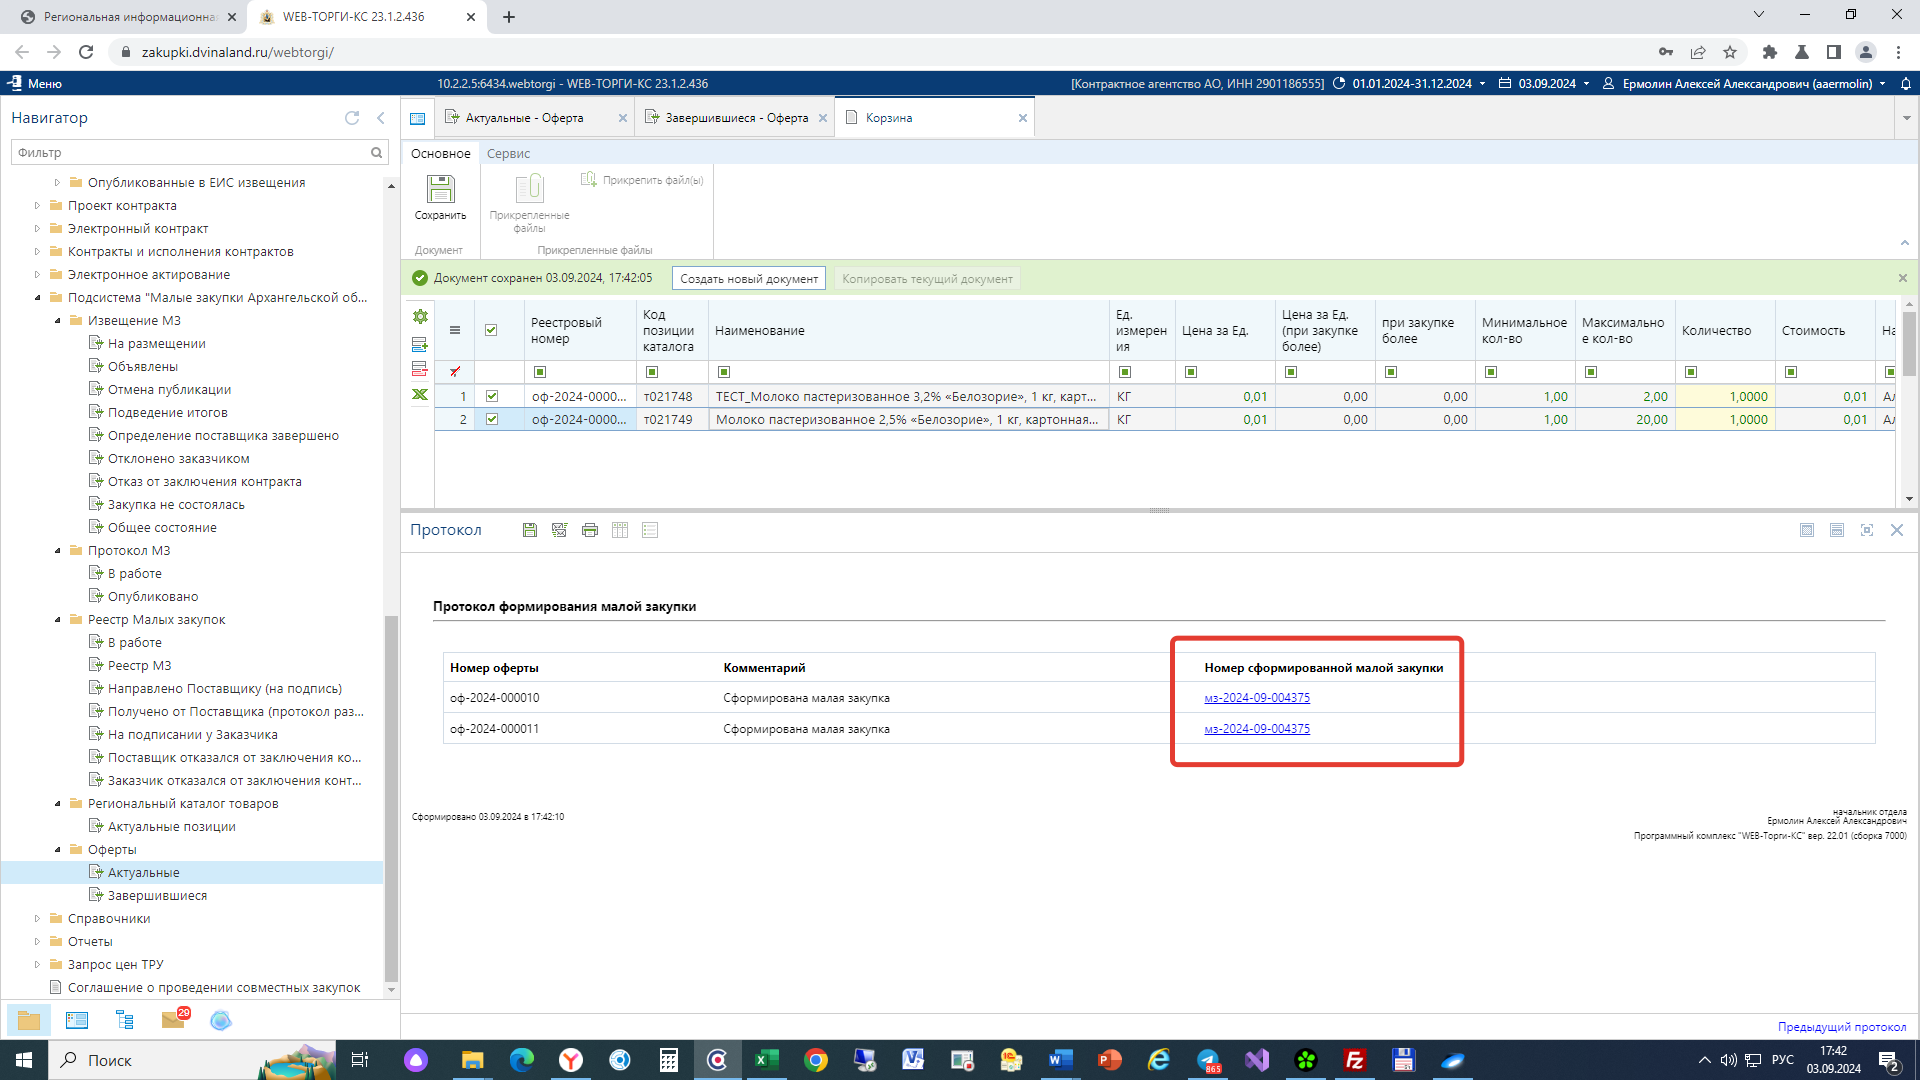 Региональная информационна
WEB-ТОРГИ-КС 23.1.2.436
zakupki.dvinaland.ru/webtorgi/
Меню
10.2.2.5:6434.webtorgi - WEB-ТОРГИ-КС 23.1.2.436
[Контрактное агентство АО, ИНН 2901186555]
01.01.2024-31.12.2024
03.09.2024
Ермолин Алексей Александрович (aaermolin)
Навигатор
Фильтр
Опубликованные в ЕИС извещения
Проект контракта
Электронный контракт
Контракты и исполнения контрактов
Электронное актирование
Подсистема "Малые закупки Архангельской об...
Извещение МЗ
На размещении
Объявлены
Отмена публикации
Подведение итогов
Определение поставщика завершено
Отклонено заказчиком
Отказ от заключения контракта
Закупка не состоялась
Общее состояние
Протокол МЗ
В работе
Опубликовано
Реестр Малых закупок
В работе
Реестр МЗ
Направлено Поставщику (на подпись)
Получено от Поставщика (протокол раз...
На подписании у Заказчика
Поставщик отказался от заключения ко...
Заказчик отказался от заключения конт...
Региональный каталог товаров
Актуальные позиции
Оферты
Актуальные
Завершившиеся
Справочники
Отчеты
Запрос цен ТРУ
Соглашение о проведении совместных закупок
29
Актуальные - Оферта
Завершившиеся - Оферта
Корзина
Основное
Сервис
Сохранить
Прикрепленные файлы
Прикрепить файл(ы)
Документ
Прикрепленные файлы
Документ сохранен 03.09.2024, 17:42:05
Создать новый документ
Копировать текущий документ
Реестровый номер
Код позиции каталога
Наименование
Ед. измерения
Цена за Ед.
Цена за Ед. (при закупке более)
при закупке более
Минимальное кол-во
Максимальное кол-во
Количество
Стоимость
На
1 оф-2024-0000... т021748 ТЕСТ_Молоко пастеризованное 3,2% «Белозорие», 1 кг, карт... КГ 0,01 0,00 0,00 1,00 2,00 1,0000 0,01 Ал
2 оф-2024-0000... т021749 Молоко пастеризованное 2,5% «Белозорие», 1 кг, картонная... КГ 0,01 0,00 0,00 1,00 20,00 1,0000 0,01 Ал
Протокол
Протокол формирования малой закупки
Номер оферты Комментарий Номер сформированной малой закупки
оф-2024-000010 Сформирована малая закупка мз-2024-09-004375
оф-2024-000011 Сформирована малая закупка мз-2024-09-004375
Сформировано 03.09.2024 в 17:42:10
начальник отдела
Ермолин Алексей Александрович
Программный комплекс "WEB-Торги-КС" вер. 22.01 (сборка 7000)
Предыдущий протокол
Поиск
865
РУС
17:42
03.09.2024
2